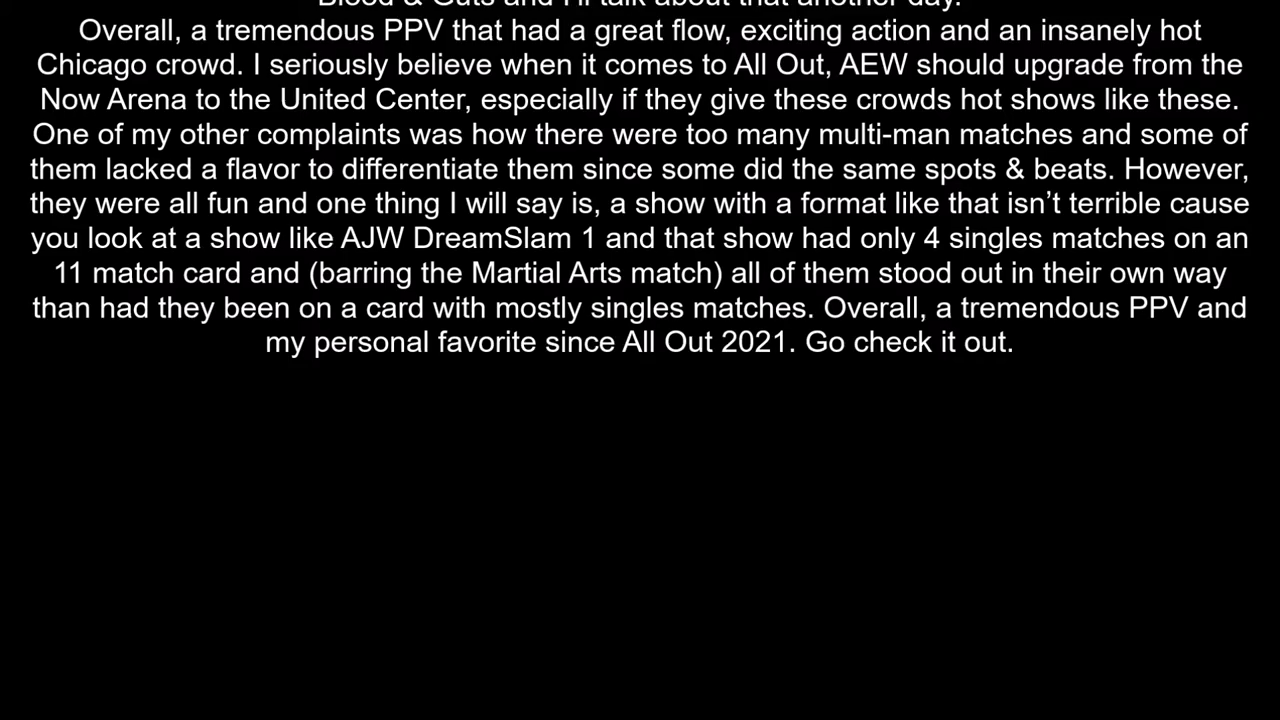 Blood & Guts and I'll talk about that another day.
Overall, a tremendous PPV that had a great flow, exciting action and an insanely hot
Chicago crowd. I seriously believe when it comes to All Out, AEW should upgrade from the
Now Arena to the United Center, especially if they give these crowds hot shows like these.
One of my other complaints was how there were too many multi-man matches and some of
them lacked a flavor to differentiate them since some did the same spots & beats. However,
they were all fun and one thing I will say is, a show with a format like that isn’t terrible cause
you look at a show like AJW DreamSlam 1 and that show had only 4 singles matches on an
11 match card and (barring the Martial Arts match) all of them stood out in their own way
than had they been on a card with mostly singles matches. Overall, a tremendous PPV and
my personal favorite since All Out 2021. Go check it out.